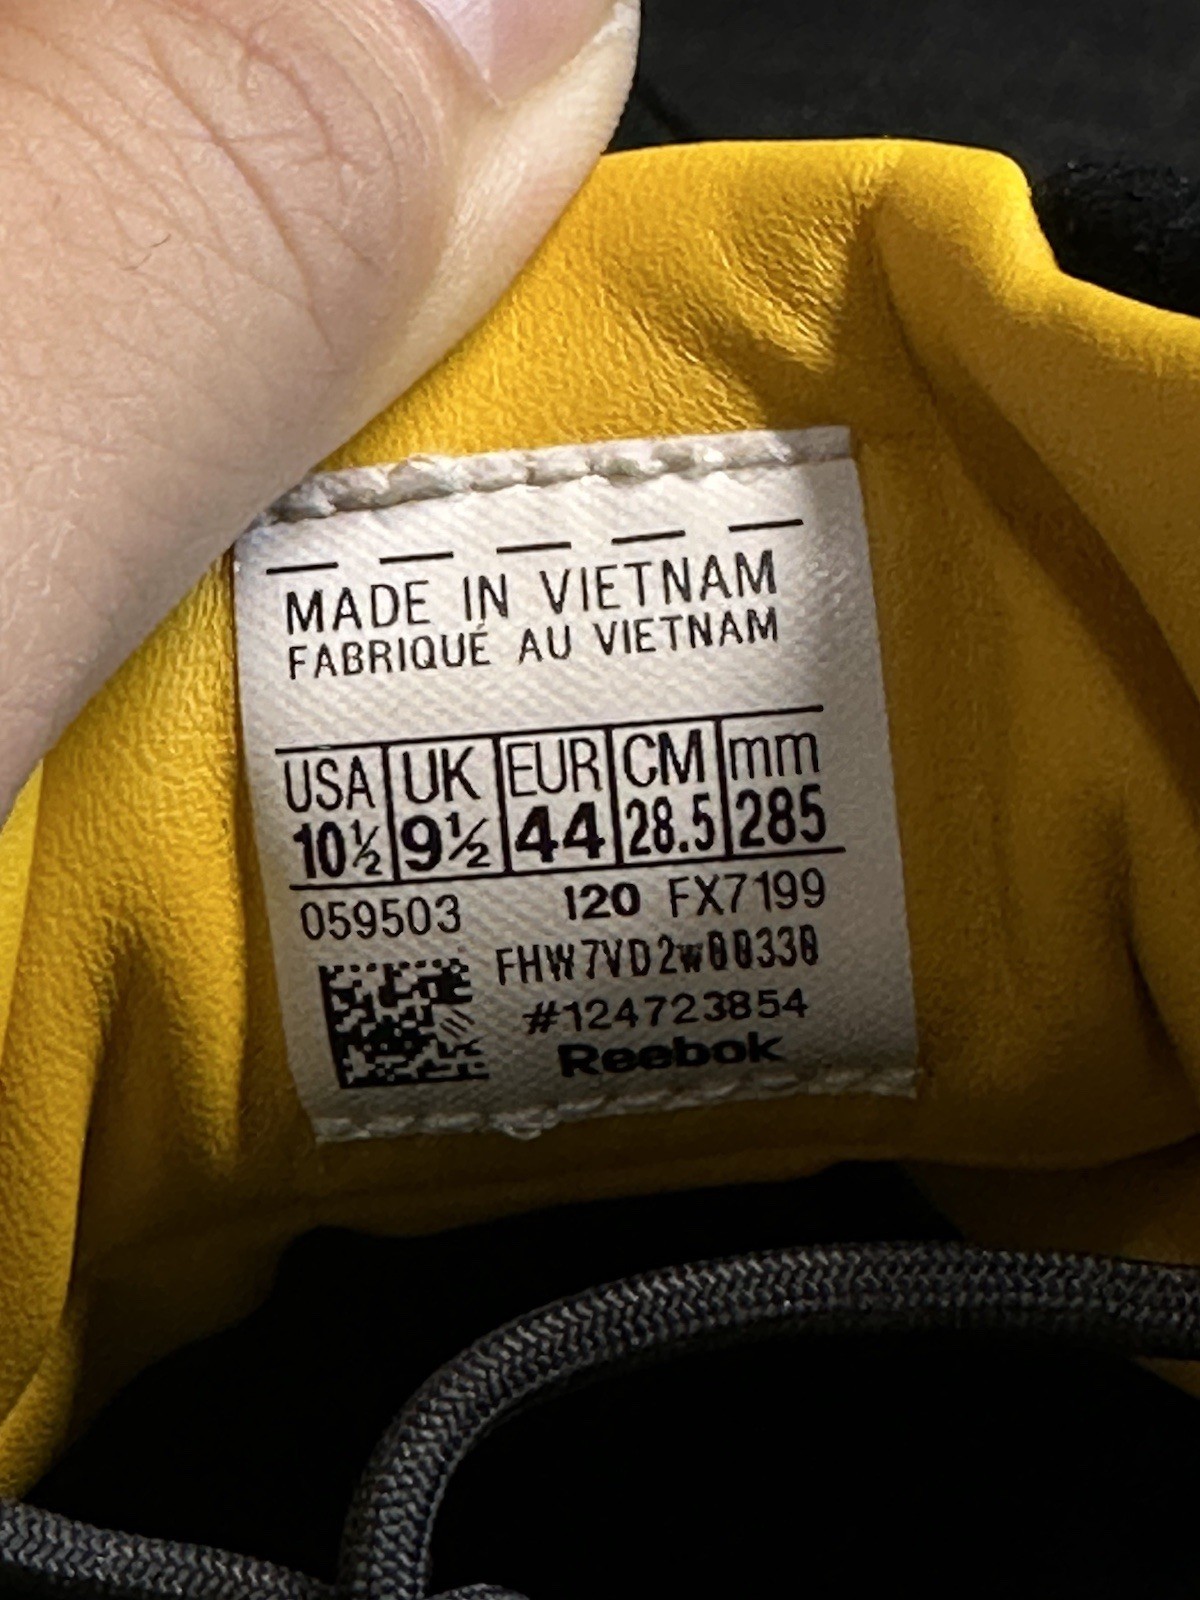 MADE IN VIETNAM
FABRIQUÉ AU VIETNAM
USA UK EUR CM mm
10½ 9½ 44 28.5 285
059503 120 FX7199
FHW7VD2w00330
#124723854
Reebok